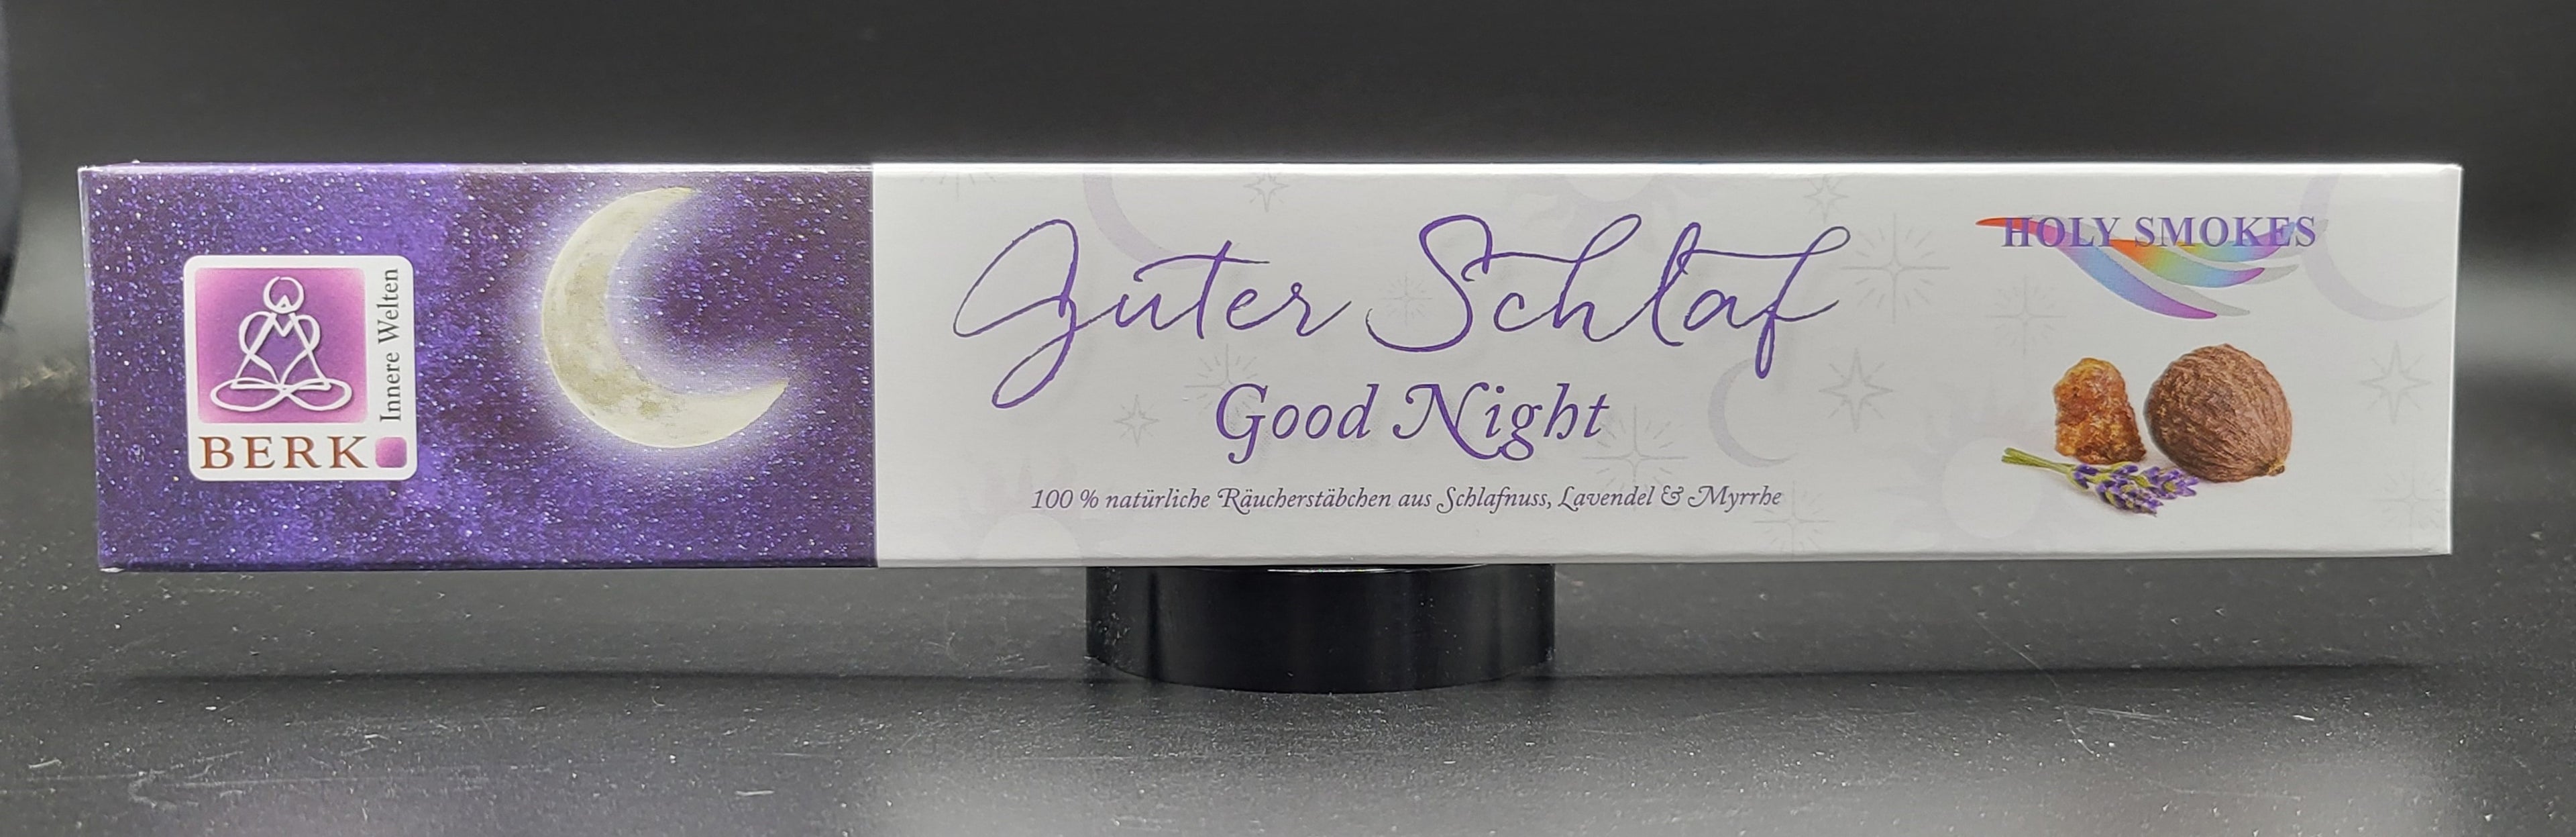 Innere Welten
BERK
Guter Schlaf
Good Night
100 % natürliche Räucherstäbchen aus Schlafnuss, Lavendel & Myrrhe
HOLY SMOKES